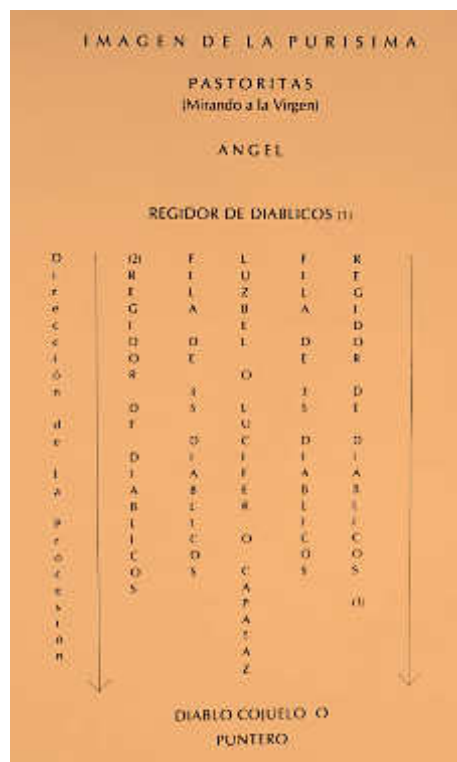 IMAGEN DE LA PURISIMA
PASTORITAS
(Mirando a la Virgen)
ANGEL
REGIDOR DE DIABLICOS (1)
Dirección de la Procesión
(2) REGIDOR DE DIABLICOS
FILA DE 15 DIABLICOS
LUZBEL O LUCIFER O CAPATAZ
FILA DE 15 DIABLICOS
REGIDOR DE DIABLICOS
DIABLO COJUELO O
PUNTERO